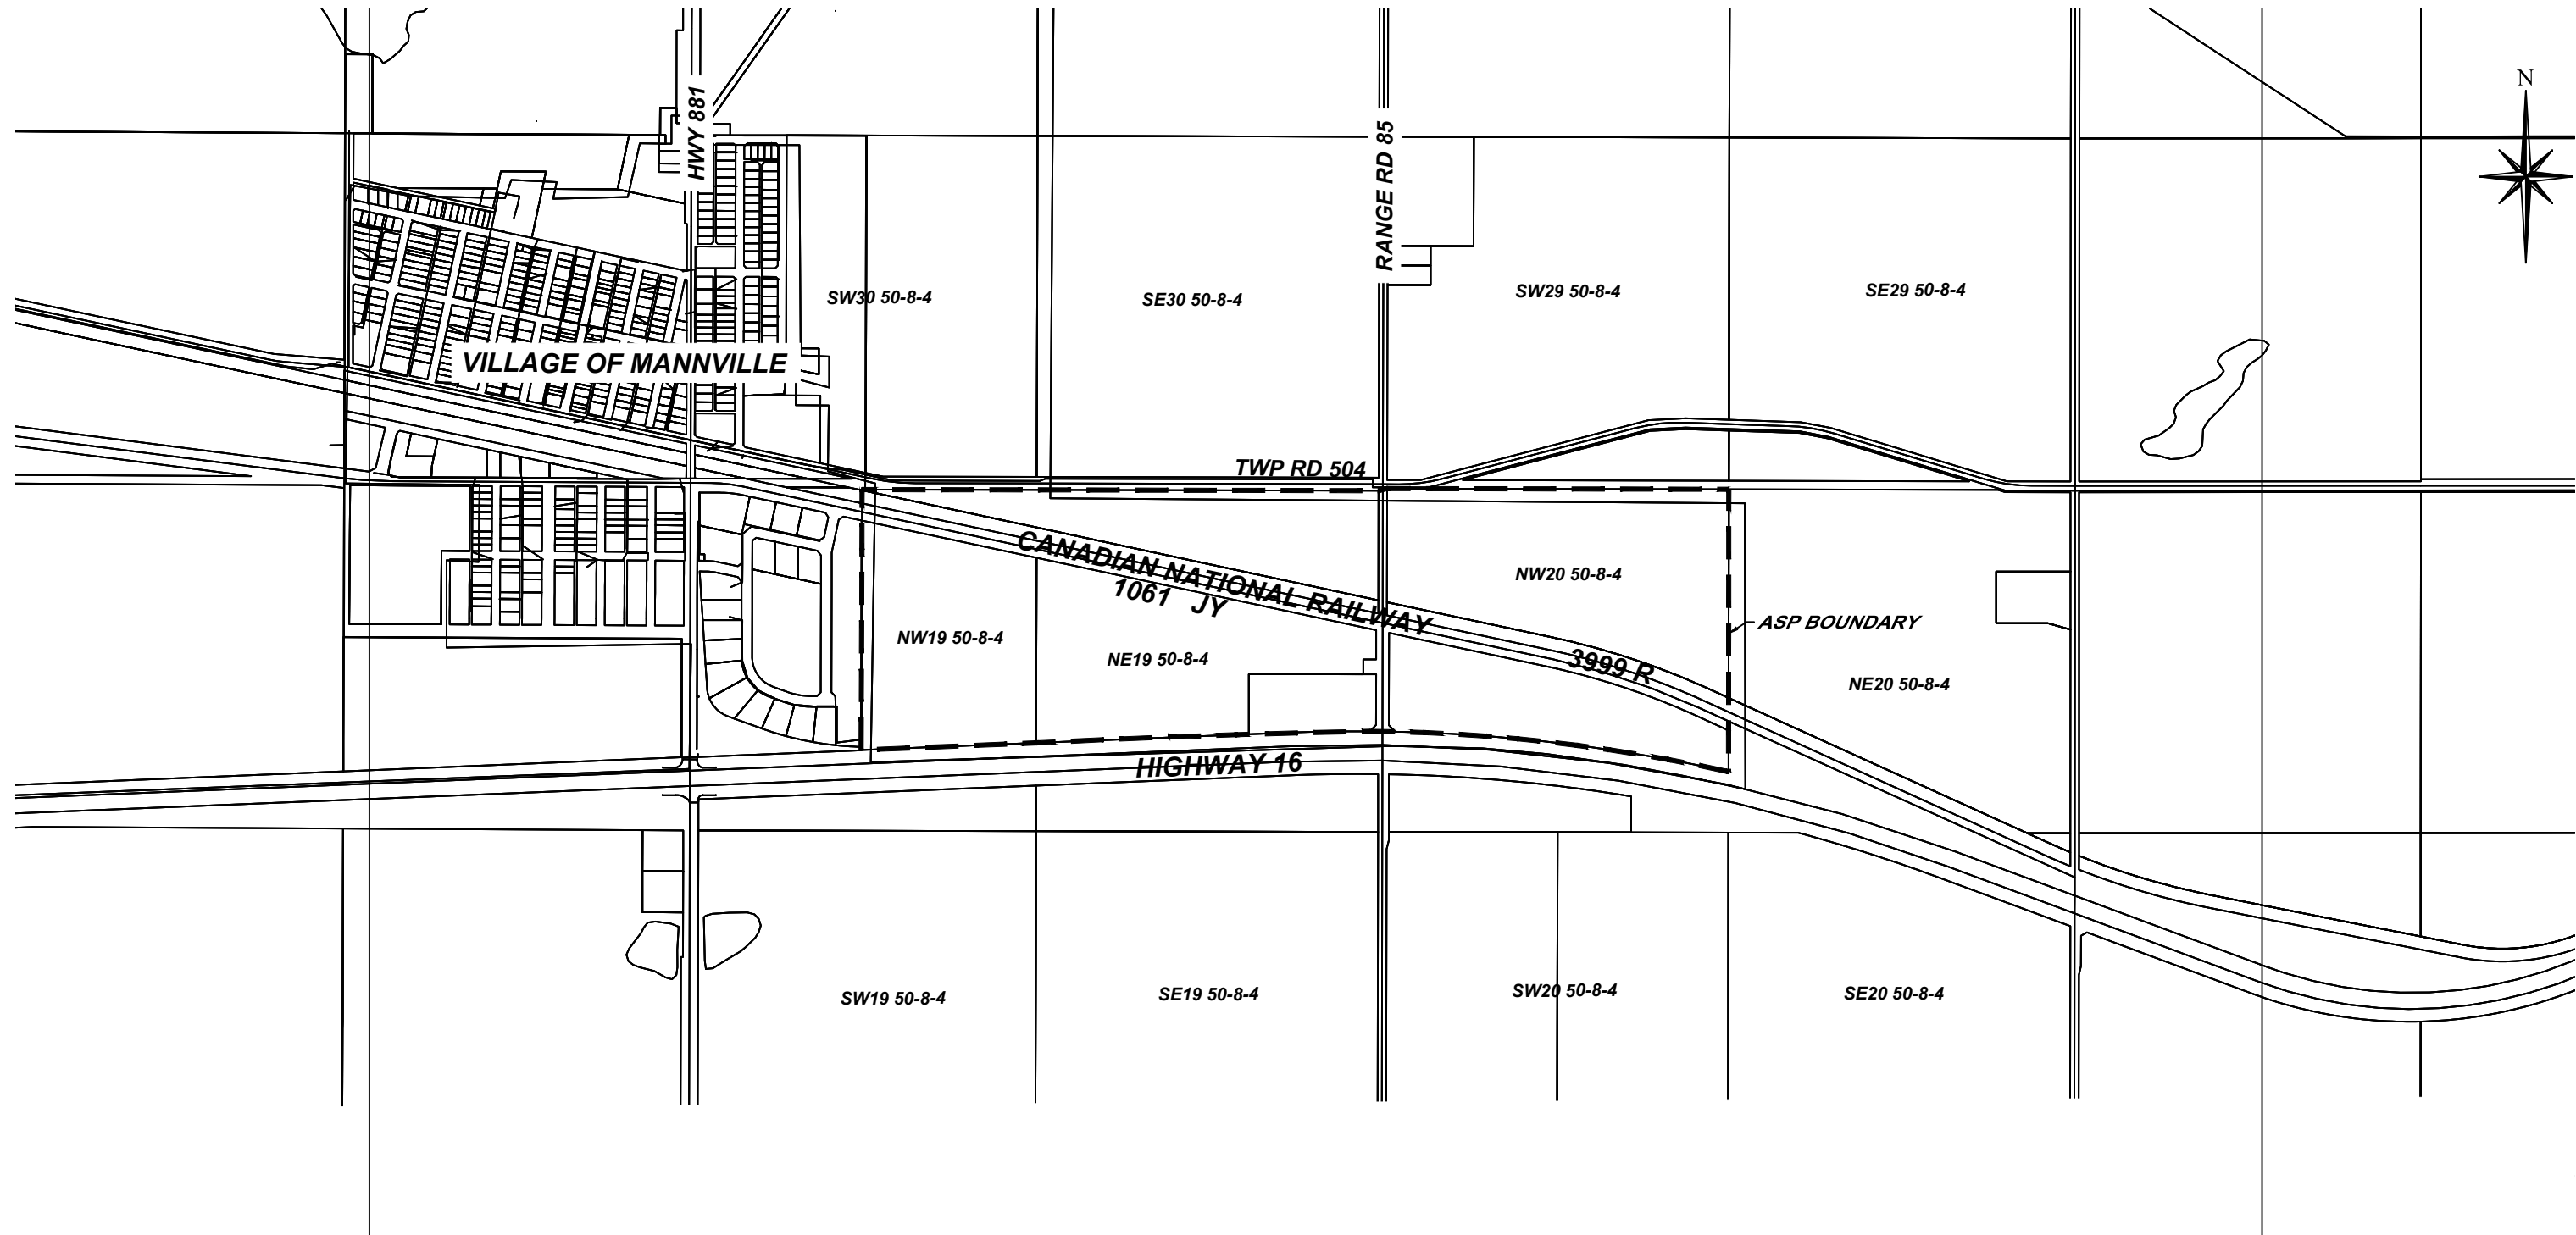 N
HWY 881
RANGE RD 85
SW30 50-8-4
SE30 50-8-4
SW29 50-8-4
SE29 50-8-4
VILLAGE OF MANNVILLE
TWP RD 504
CANADIAN NATIONAL RAILWAY
1061 JY
NW20 50-8-4
NW19 50-8-4
NE19 50-8-4
ASP BOUNDARY
3999 R
NE20 50-8-4
HIGHWAY 16
SW19 50-8-4
SE19 50-8-4
SW20 50-8-4
SE20 50-8-4